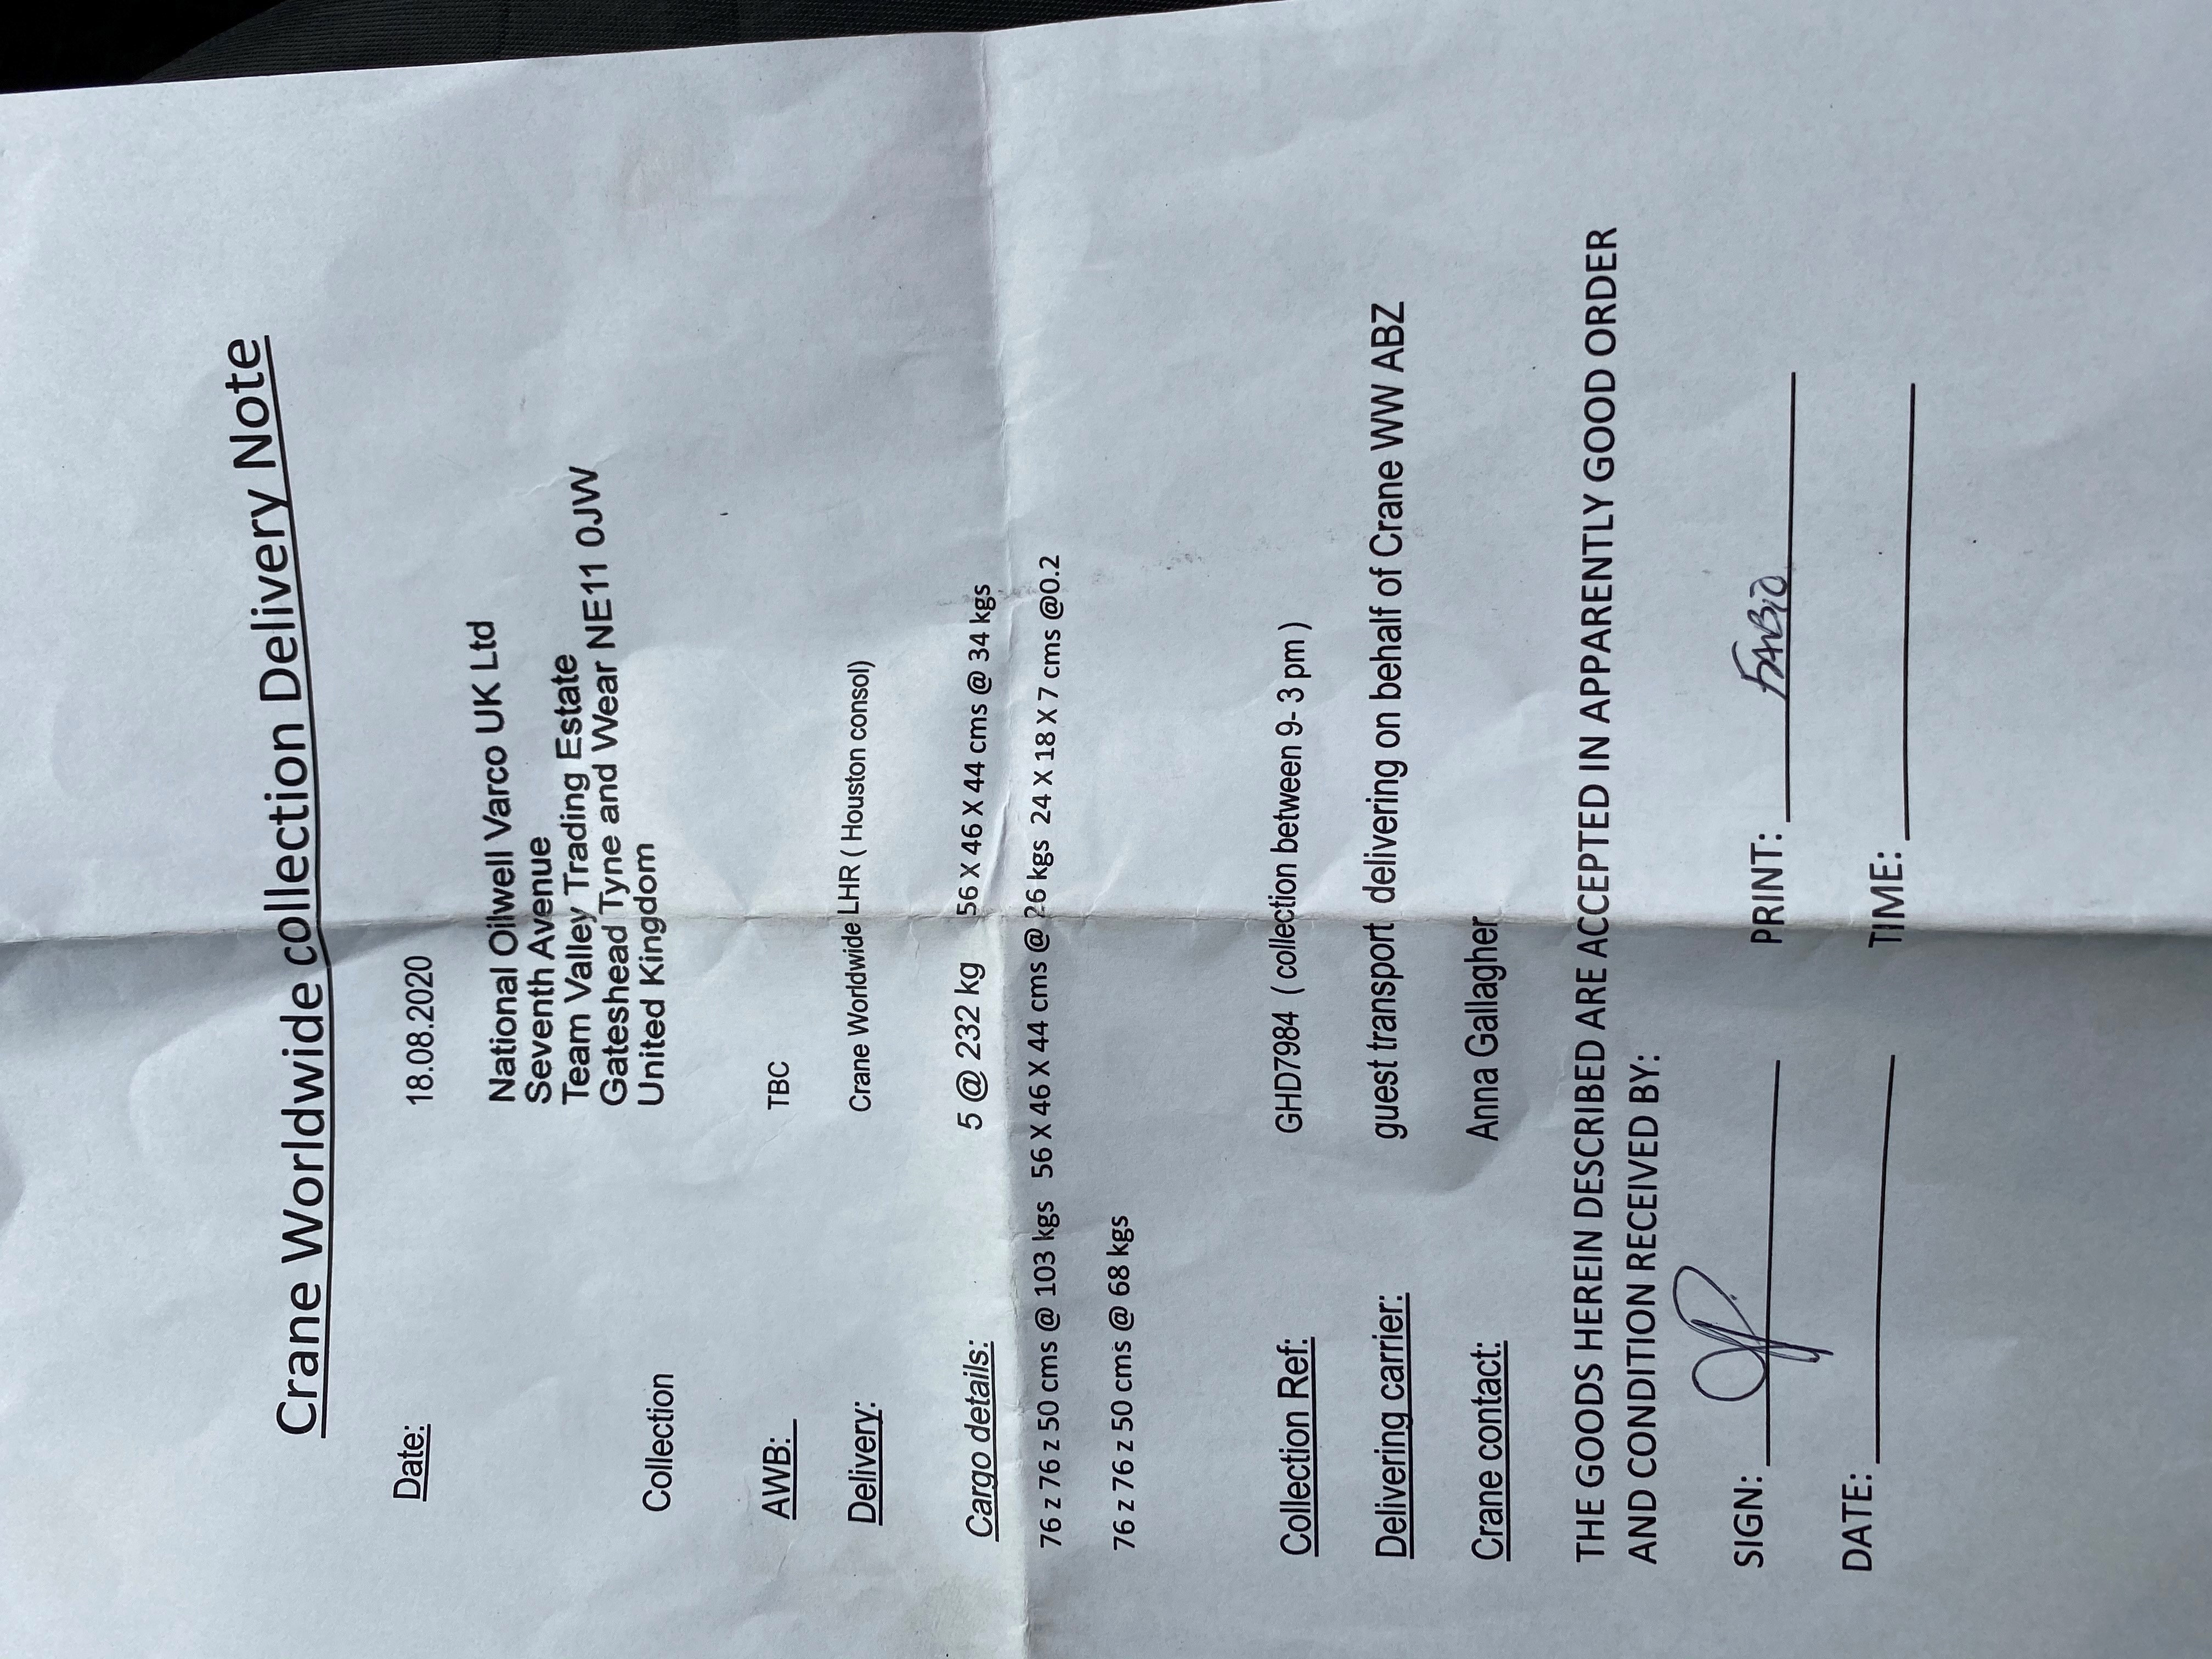 Crane Worldwide collection Delivery Note
Date: 18.08.2020
National Oilwell Varco UK Ltd
Seventh Avenue
Team Valley Trading Estate
Gateshead Tyne and Wear NE11 0JW
Collection United Kingdom
AWB: TBC
Delivery: Crane Worldwide LHR ( Houston consol)
Cargo details: 5 @ 232 kg 56 X 46 X 44 cms @ 34 kgs
76 z 76 z 50 cms @ 103 kgs 56 X 46 X 44 cms @ 26 kgs 24 X 18 X 7 cms @0.2
76 z 76 z 50 cms @ 68 kgs
Collection Ref: GHD7984 ( collection between 9- 3 pm )
Delivering carrier: guest transport delivering on behalf of Crane WW ABZ
Crane contact: Anna Gallagher
THE GOODS HEREIN DESCRIBED ARE ACCEPTED IN APPARENTLY GOOD ORDER
AND CONDITION RECEIVED BY:
SIGN: PRINT: FABIO
DATE: TIME: